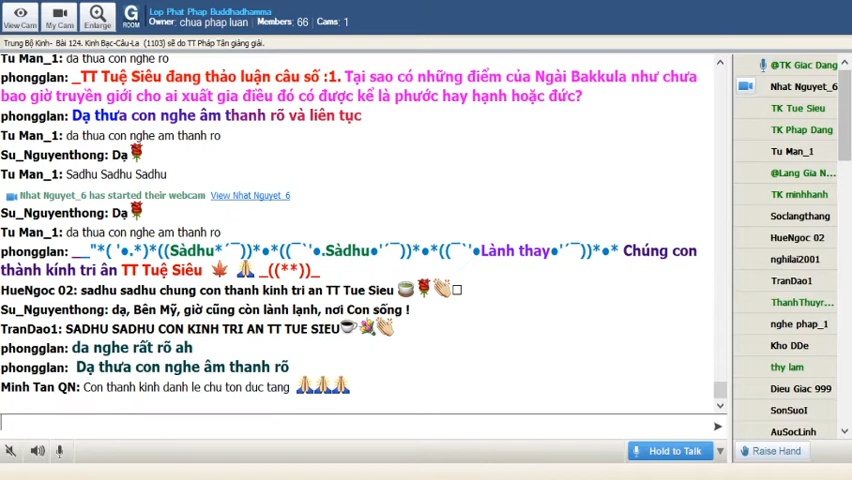 View Cam
My Cam
Enlarge
G
ROOM
Lop Phat Phap Buddhadhamma
Owner: chua phap luan Members: 66 Cams: 1
Trung Bộ Kinh- Bài 124. Kinh Bạc-Câu-La (1103) sẽ do TT Pháp Tân giảng giải.
Tu Man_1: da thua con nghe ro
phongglan: _TT Tuệ Siêu đang thảo luận câu số :1. Tại sao có những điểm của Ngài Bakkula như chưa
bao giờ truyền giới cho ai xuất gia điều đó có được kể là phước hay hạnh hoặc đức?
phongglan: Dạ thưa con nghe âm thanh rõ và liên tục
Tu Man_1: da thua con nghe am thanh ro
Su_Nguyenthong: Dạ
Tu Man_1: Sadhu Sadhu Sadhu
Nhat Nguyet_6 has started their webcam View Nhat Nguyet_6
Su_Nguyenthong: Dạ
Tu Man_1: da thua con nghe am thanh ro
phongglan: __"*( '●.*)*((Sàdhu*´¯))*●*((¯`'●.Sàdhu●'´¯))*●*((¯`'●Lành thay●'´¯))*●* Chúng con
thành kính tri ân TT Tuệ Siêu _((**))_
HueNgoc 02: sadhu sadhu chung con thanh kinh tri an TT Tue Sieu
Su_Nguyenthong: dạ, Bên Mỹ, giờ cũng còn lành lạnh, nơi Con sống !
TranDao1: SADHU SADHU CON KINH TRI AN TT TUE SIEU
phongglan: da nghe rất rõ ah
phongglan: Dạ thưa con nghe âm thanh rõ
Minh Tan QN: Con thanh kinh danh le chu ton duc tang
Hold to Talk
@TK Giac Dang
Nhat Nguyet_6
TK Tue Sieu
TK Phap Dang
Tu Man_1
@Lang Gia N...
TK minhhanh
Soclangthang
HueNgoc 02
nghilai2001
TranDao1
ThanhThuyr...
nghe phap_1
Kho DDe
thy lam
Dieu Giac 999
SonSuoI
AuSocLinh
Raise Hand